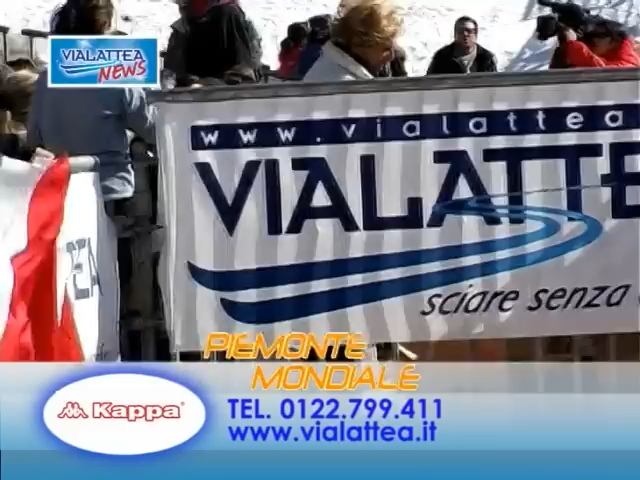 VIALATTEA
NEWS
www.vialattea.
VIALATTE
sciare senza
PIEMONTE
MONDIALE
Kappa
TEL. 0122.799.411
www.vialattea.it